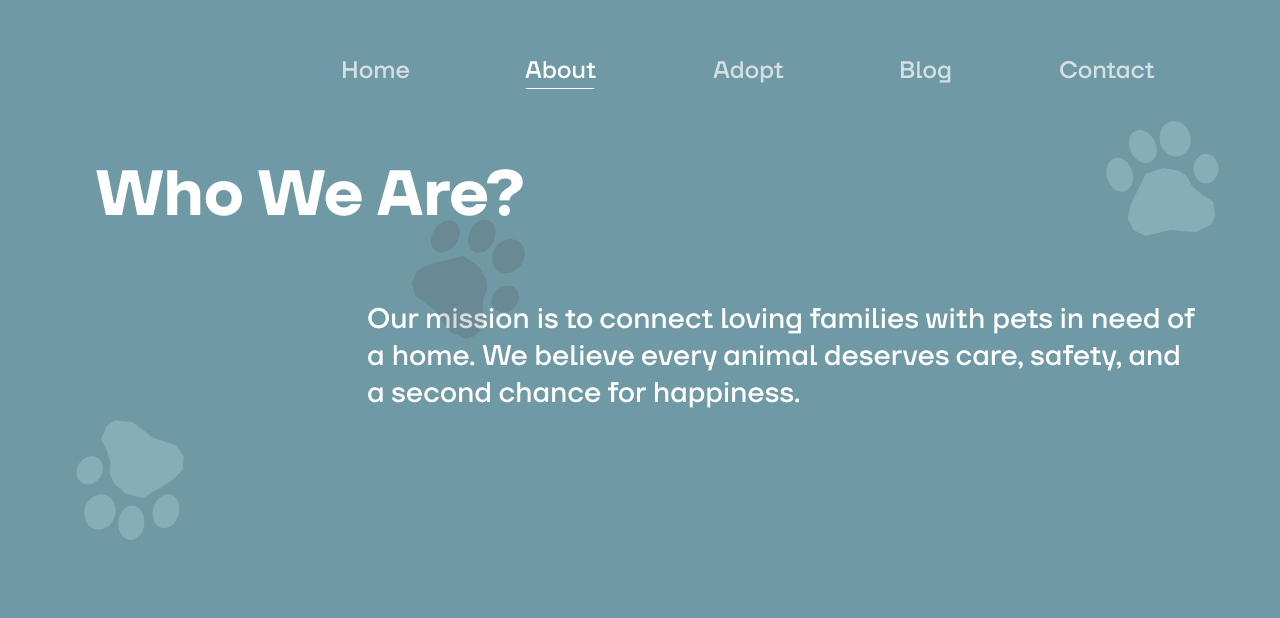 Home About Adopt Blog Contact
Who We Are?
Our mission is to connect loving families with pets in need of
a home. We believe every animal deserves care, safety, and
a second chance for happiness.